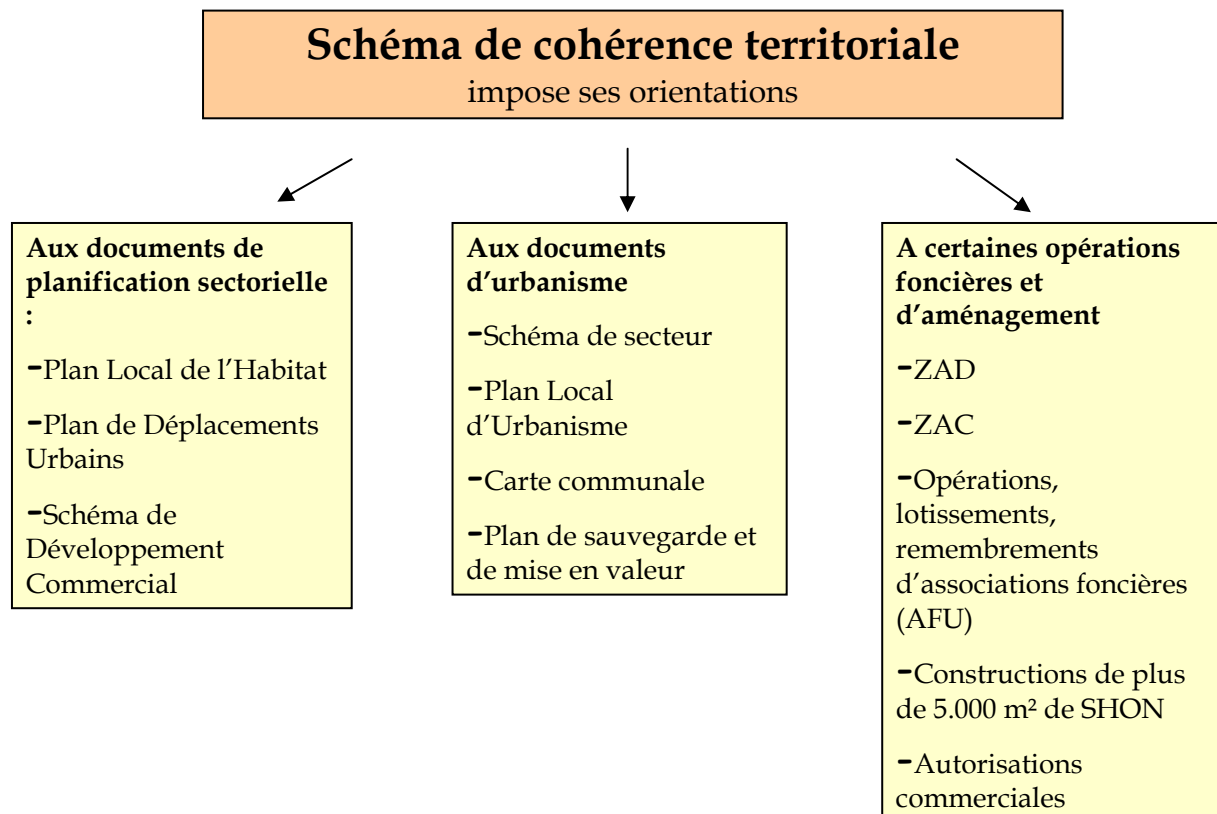 Schéma de cohérence territoriale
impose ses orientations
Aux documents de
planification sectorielle
:
-Plan Local de l’Habitat
-Plan de Déplacements
Urbains
-Schéma de
Développement
Commercial
Aux documents
d’urbanisme
-Schéma de secteur
-Plan Local
d’Urbanisme
-Carte communale
-Plan de sauvegarde et
de mise en valeur
A certaines opérations
foncières et
d’aménagement
-ZAD
-ZAC
-Opérations,
lotissements,
remembrements
d’associations foncières
(AFU)
-Constructions de plus
de 5.000 m² de SHON
-Autorisations
commerciales